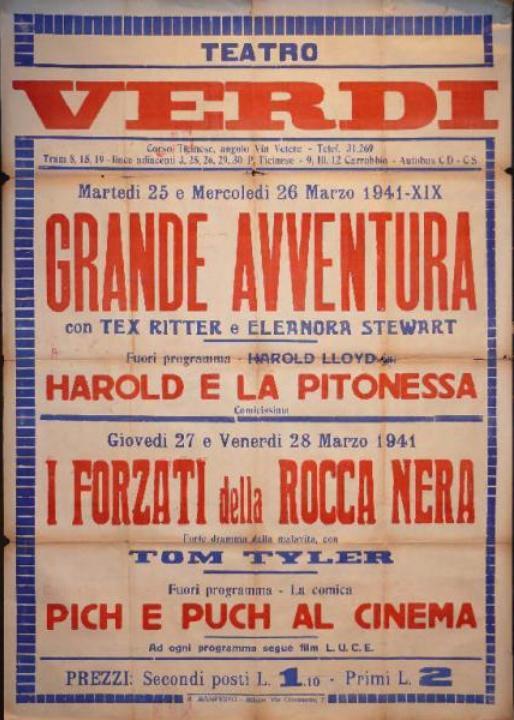 TEATRO
VERDI
Corso Ticinese, angolo Via Vetere - Telef. 31.269
Tram 8, 15, 19 - linee adiacenti 3, 25, 26, 29, 30 P. Ticinese - 9, 10, 12 Carrobbio - Autobus C D - C S
Martedì 25 e Mercoledì 26 Marzo 1941-XIX
GRANDE AVVENTURA
con TEX RITTER e ELEANORA STEWART
Fuori programma - HAROLD LLOYD in
HAROLD E LA PITONESSA
Comicissima
Giovedì 27 e Venerdì 28 Marzo 1941
I FORZATI della ROCCA NERA
Forte dramma della malavita, con
TOM TYLER
Fuori programma - La comica
PICH E PUCH AL CINEMA
Ad ogni programma segue film L.U.C.E.
PREZZI: Secondi posti L. 1.10 - Primi L. 2